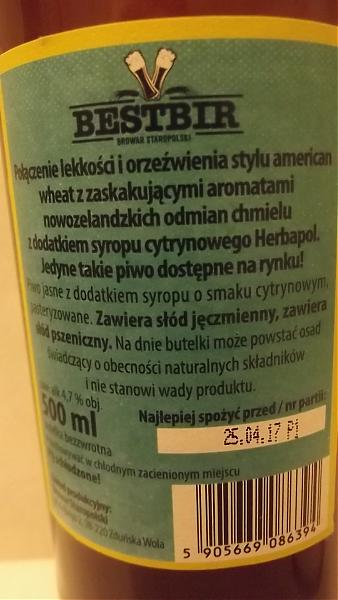 BESTBIR
BROWAR STAROPOLSKI
Połączenie lekkości i orzeźwienia stylu american
wheat z zaskakującymi aromatami
nowozelandzkich odmian chmielu
z dodatkiem syropu cytrynowego Herbapol.
Jedyne takie piwo dostępne na rynku!
Piwo jasne z dodatkiem syropu o smaku cytrynowym,
pasteryzowane. Zawiera słód jęczmienny, zawiera
słód pszeniczny. Na dnie butelki może powstać osad
świadczący o obecności naturalnych składników
i nie stanowi wady produktu.
alk. 4,7 % obj.
500 ml
Najlepiej spożyć przed / nr partii:
25.04.17 P1
bezzwrotna
w chłodnym zacienionym miejscu
produkcyjny:
98-220 Zduńska Wola
5 905669 086394